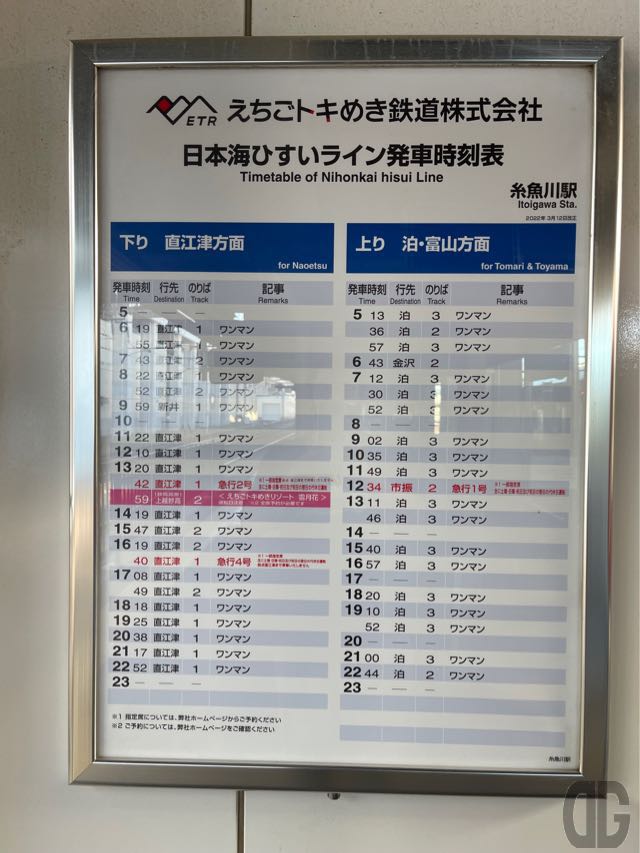 ETR えちごトキめき鉄道株式会社
日本海ひすいライン発車時刻表
Timetable of Nihonkai hisui Line
糸魚川駅
Itoigawa Sta.
2022年 3月12日改正
下り 直江津方面
for Naoetsu
発車時刻 行先 のりば 記事
Time Destination Track Remarks
5 — — —
6 19 直江津 1 ワンマン
55 直江津 1 ワンマン
7 43 直江津 2 ワンマン
8 22 直江津 1 ワンマン
52 直江津 2 ワンマン
9 59 新井 1 ワンマン
10 — — —
11 22 直江津 1 ワンマン
12 10 直江津 1 ワンマン
13 20 直江津 1 ワンマン
42 直江津 1 急行2号
59 上越妙高 2 < えちごトキめきリゾート 雪月花 >
14 19 直江津 1 ワンマン
15 47 直江津 2 ワンマン
16 19 直江津 2 ワンマン
40 直江津 1 急行4号
17 08 直江津 1 ワンマン
49 直江津 2 ワンマン
18 18 直江津 1 ワンマン
19 25 直江津 1 ワンマン
20 38 直江津 1 ワンマン
21 17 直江津 1 ワンマン
22 52 直江津 1 ワンマン
23 — — —
※1 指定席については、弊社ホームページからご予約ください
※2 ご予約については、弊社ホームページをご確認ください
上り 泊・富山方面
for Tomari & Toyama
発車時刻 行先 のりば 記事
Time Destination Track Remarks
5 13 泊 3 ワンマン
36 泊 2 ワンマン
57 泊 3 ワンマン
6 43 金沢 2
7 12 泊 3 ワンマン
30 泊 3 ワンマン
52 泊 3 ワンマン
8 — — —
9 02 泊 3 ワンマン
10 35 泊 3 ワンマン
11 49 泊 3 ワンマン
12 34 市振 2 急行1号
13 11 泊 3 ワンマン
46 泊 3 ワンマン
14 — — —
15 40 泊 3 ワンマン
16 57 泊 3 ワンマン
17 — — —
18 20 泊 3 ワンマン
19 10 泊 3 ワンマン
52 泊 3 ワンマン
20 — — —
21 00 泊 3 ワンマン
22 44 泊 2 ワンマン
23 — — —
糸魚川駅
DG